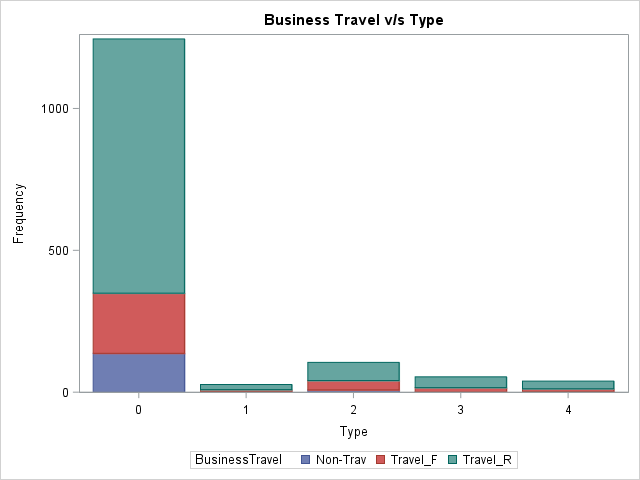 Business Travel v/s Type
1000
500
0
Frequency
0 1 2 3 4
Type
BusinessTravel Non-Trav Travel_F Travel_R